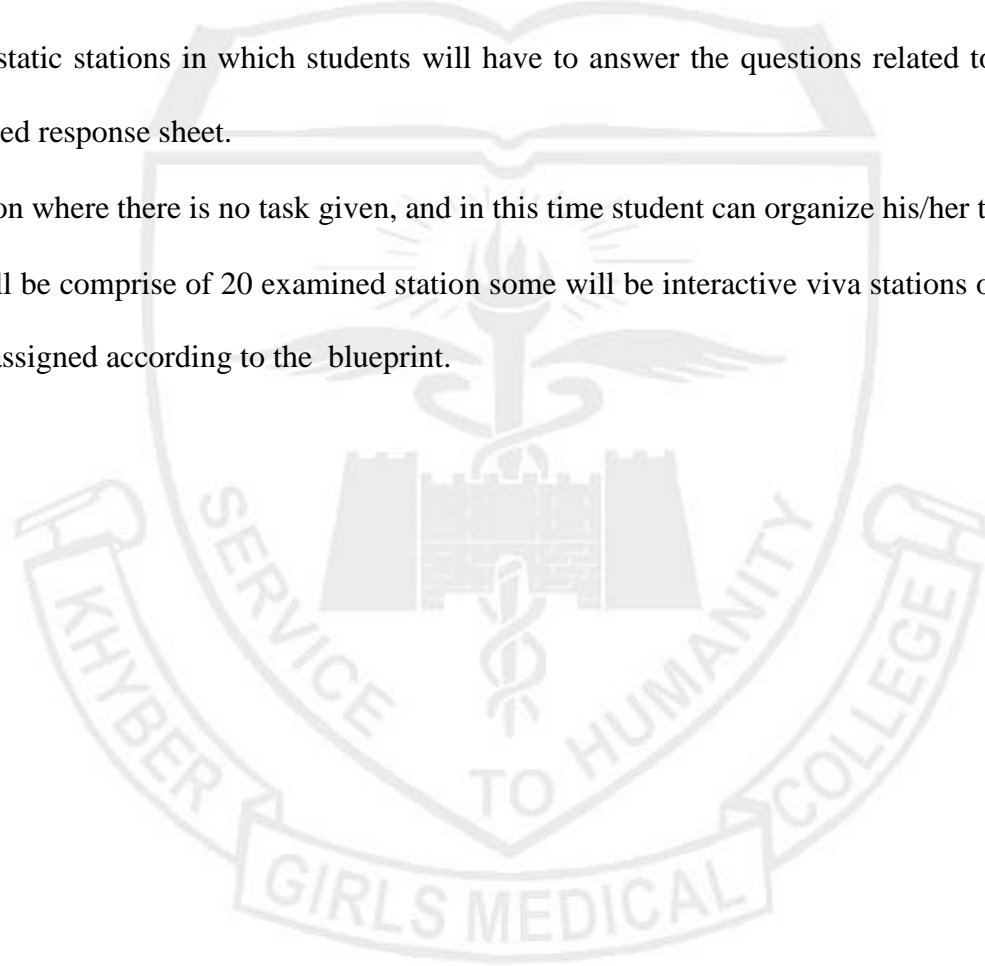 static stations in which students will have to answer the questions related to
ed response sheet.
on where there is no task given, and in this time student can organize his/her t
ll be comprise of 20 examined station some will be interactive viva stations o
assigned according to the blueprint.
SERVICE TO HUMANITY
KHYBER GIRLS MEDICAL COLLEGE